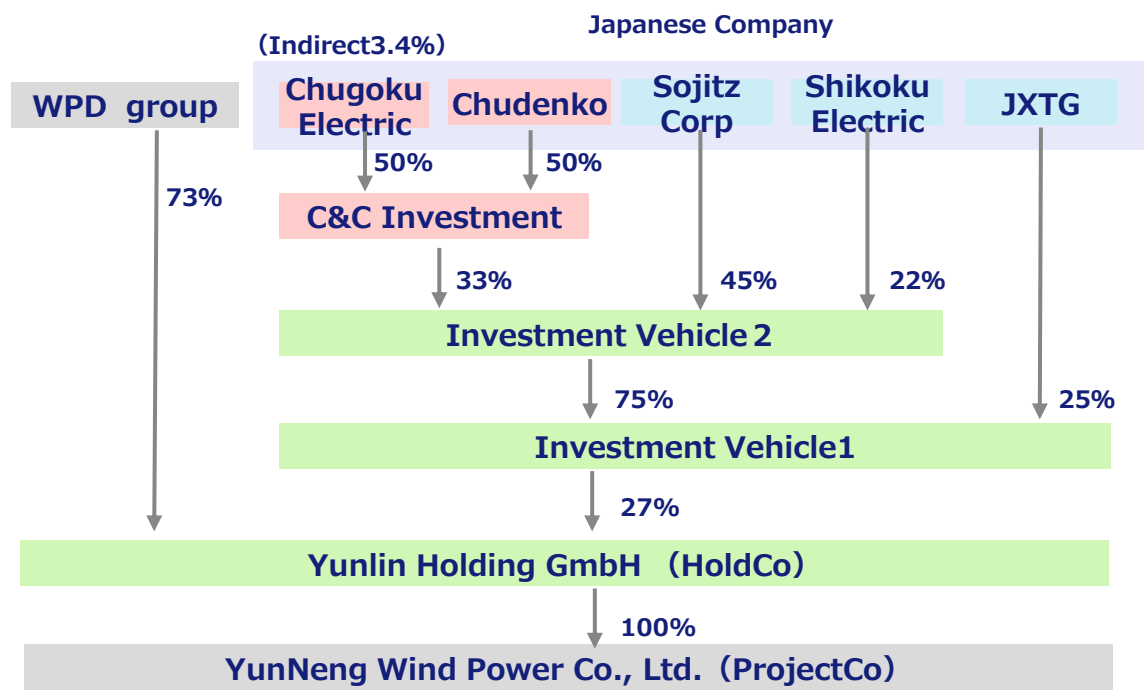 Japanese Company
（Indirect3.4%）
WPD group
Chugoku
Electric
Chudenko
Sojitz
Corp
Shikoku
Electric
JXTG
50%
50%
73%
C&C Investment
33%
45%
22%
Investment Vehicle 2
75%
25%
Investment Vehicle1
27%
Yunlin Holding GmbH （HoldCo）
100%
YunNeng Wind Power Co., Ltd.（ProjectCo）